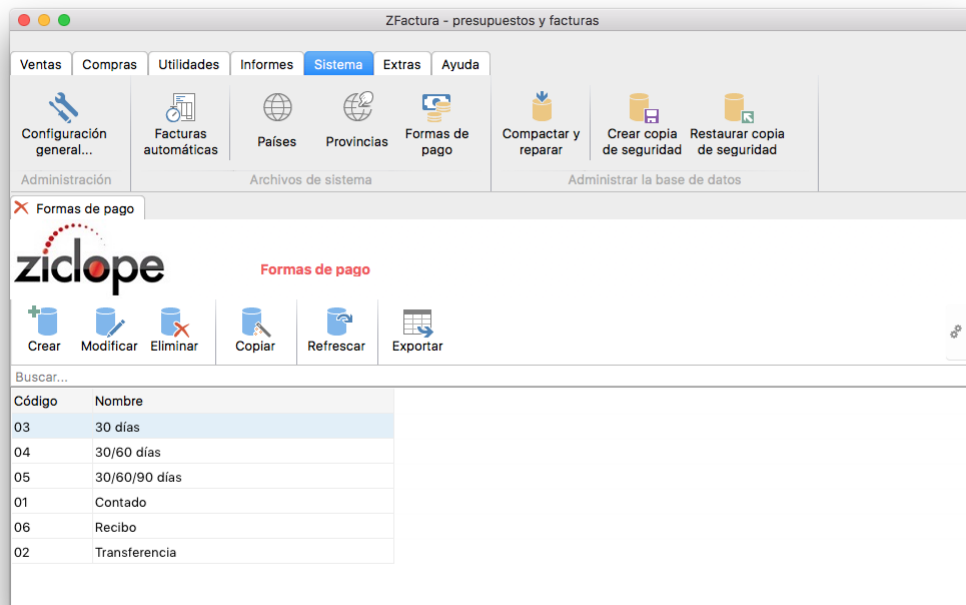 ZFactura - presupuestos y facturas
Ventas Compras Utilidades Informes Sistema Extras Ayuda
Configuración general...
Facturas automáticas
Países
Provincias
Formas de pago
Compactar y reparar
Crear copia de seguridad
Restaurar copia de seguridad
Administración Archivos de sistema Administrar la base de datos
Formas de pago
ziclope
Formas de pago
Crear Modificar Eliminar Copiar Refrescar Exportar
Buscar...
Código Nombre
03 30 días
04 30/60 días
05 30/60/90 días
01 Contado
06 Recibo
02 Transferencia